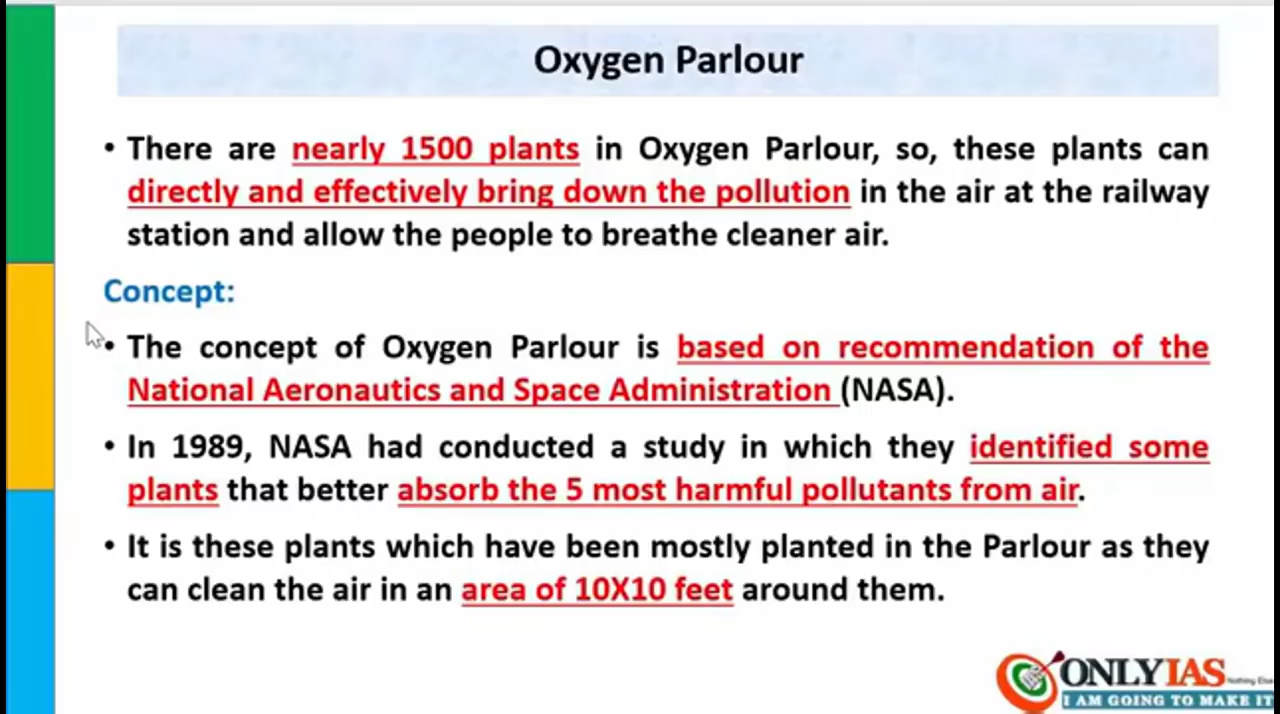 Oxygen Parlour
• There are nearly 1500 plants in Oxygen Parlour, so, these plants can
directly and effectively bring down the pollution in the air at the railway
station and allow the people to breathe cleaner air.
Concept:
• The concept of Oxygen Parlour is based on recommendation of the
National Aeronautics and Space Administration (NASA).
• In 1989, NASA had conducted a study in which they identified some
plants that better absorb the 5 most harmful pollutants from air.
• It is these plants which have been mostly planted in the Parlour as they
can clean the air in an area of 10X10 feet around them.
ONLYIAS Nothing Else
I AM GOING TO MAKE IT